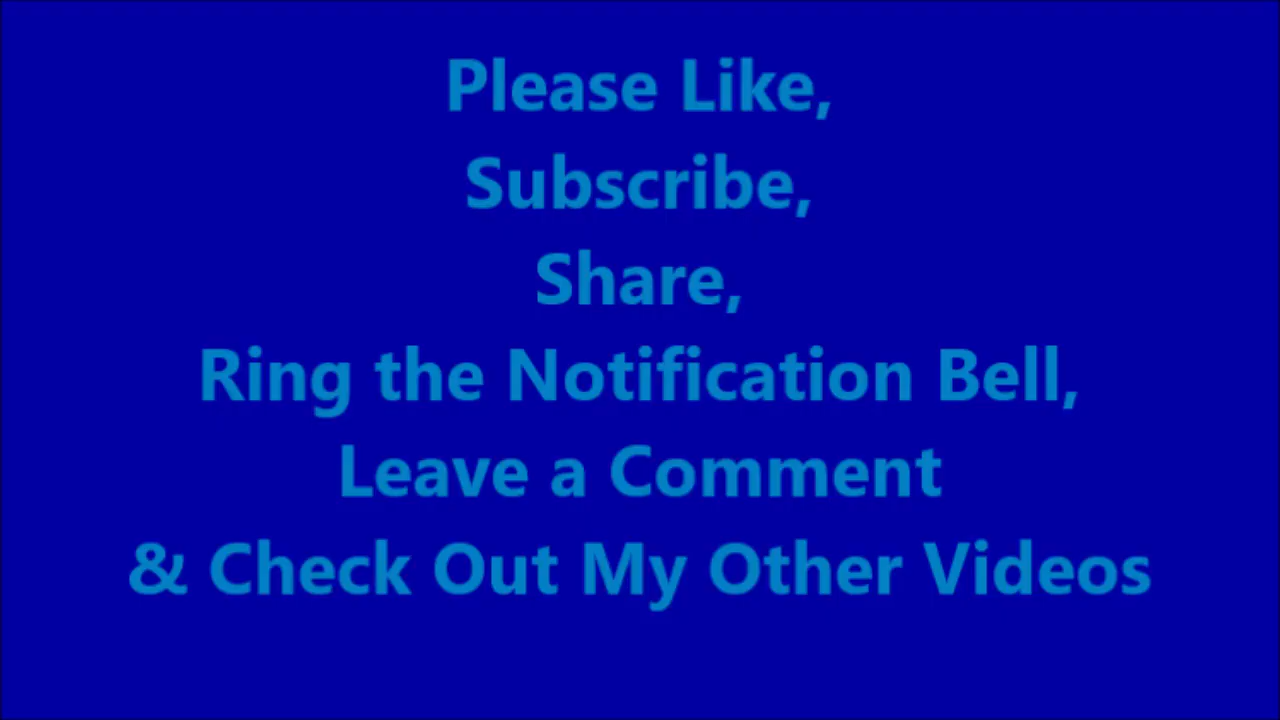 Please Like,
Subscribe,
Share,
Ring the Notification Bell,
Leave a Comment
& Check Out My Other Videos